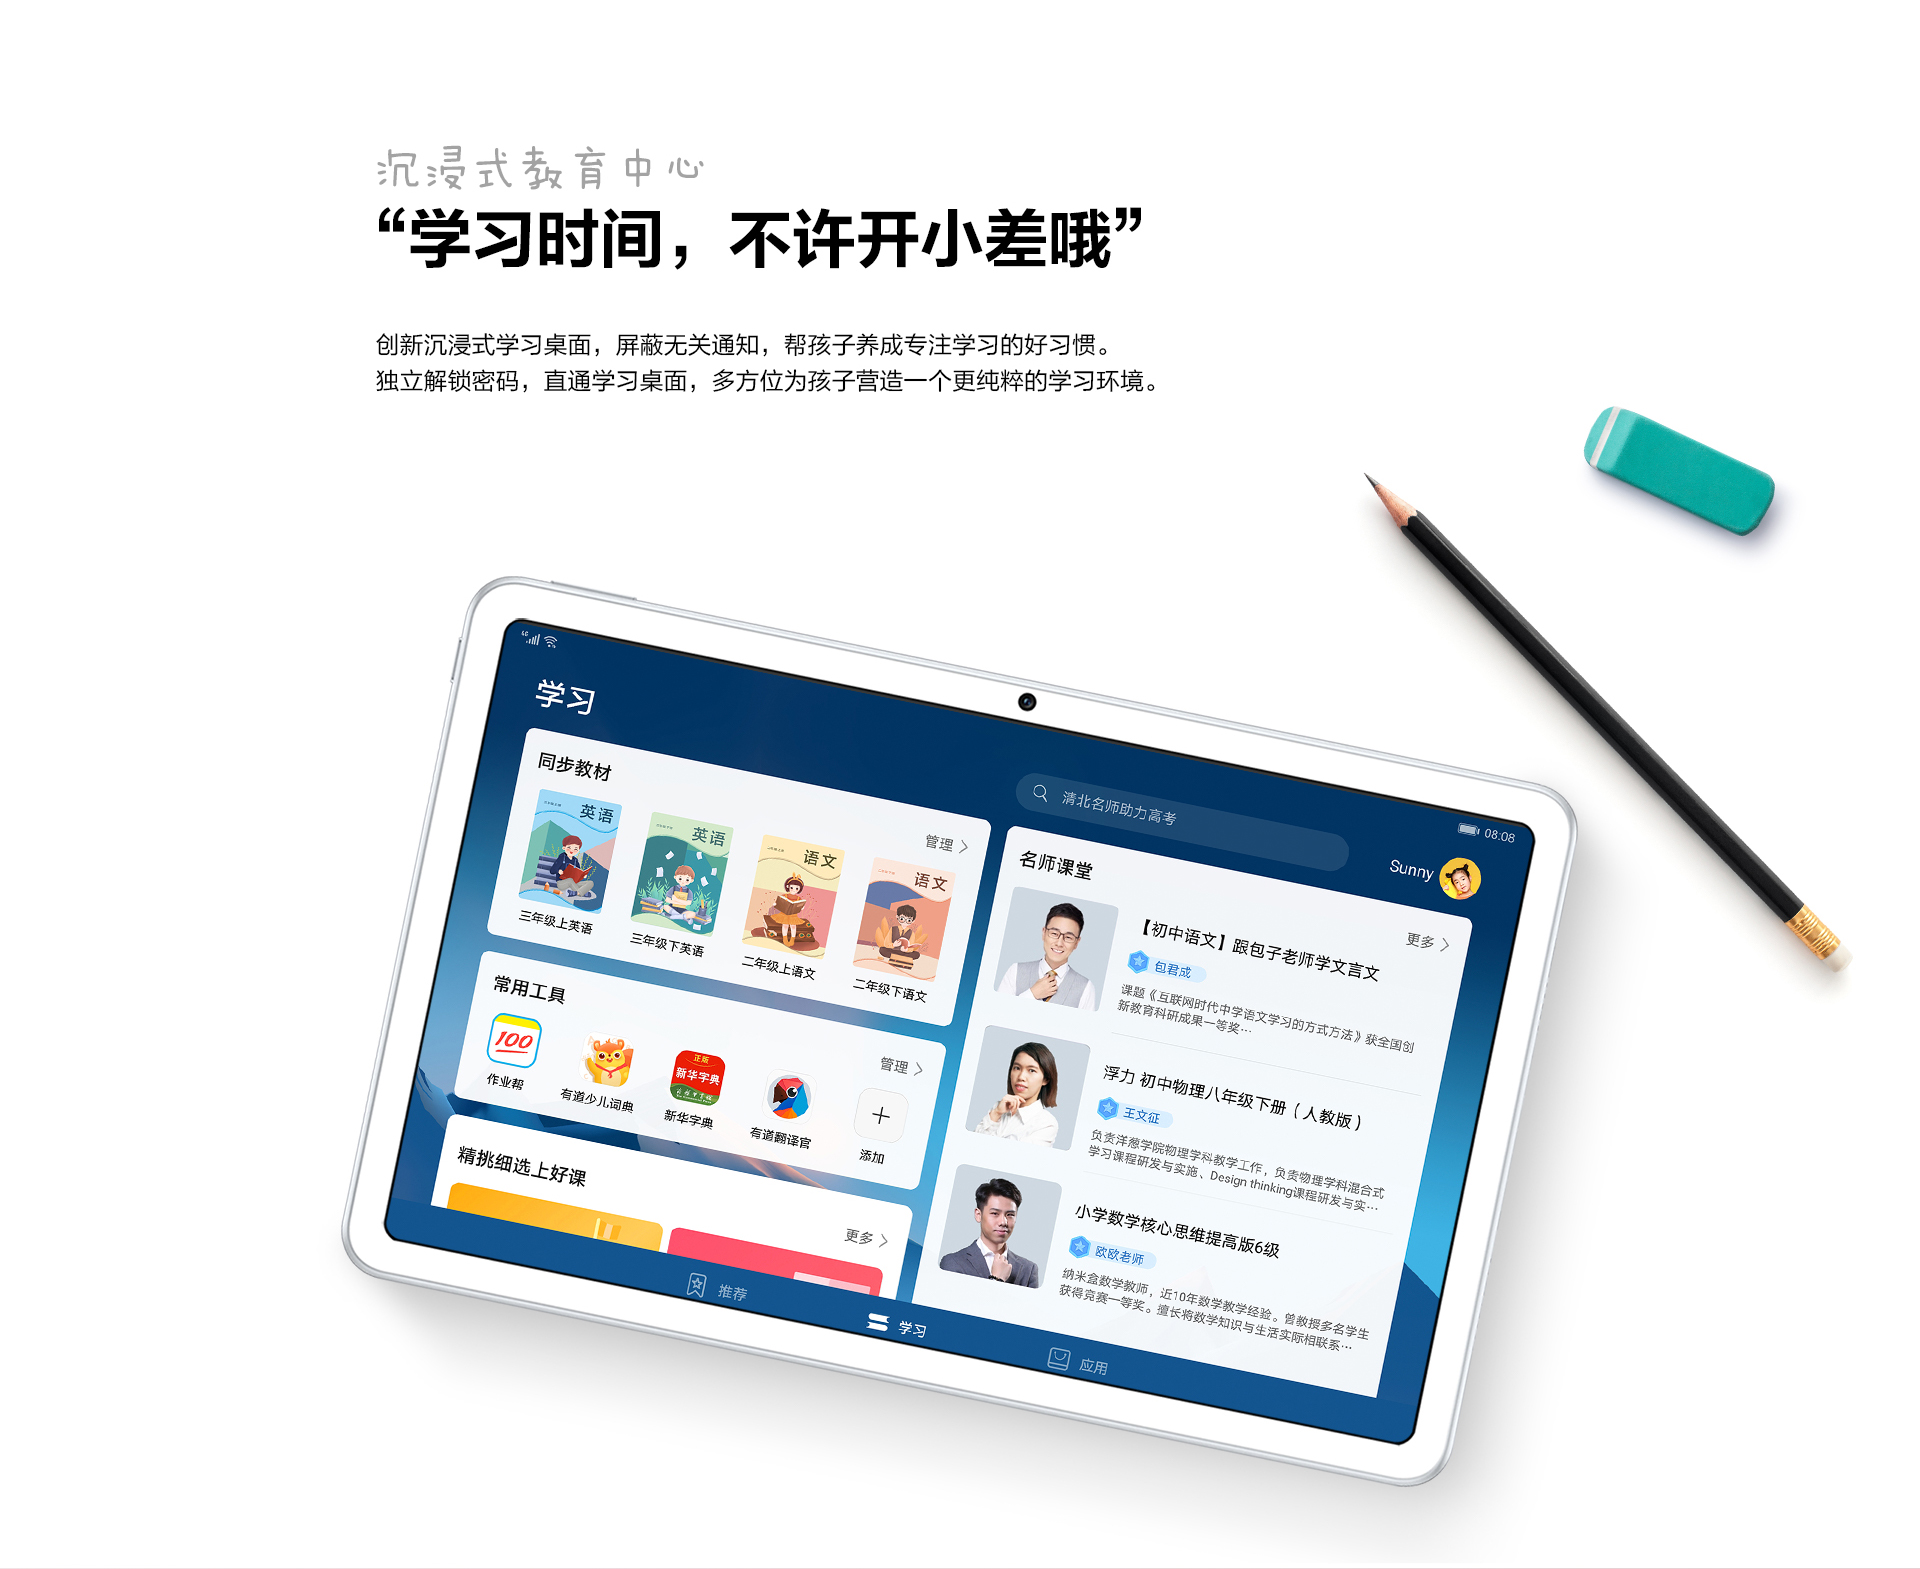 沉浸式教育中心
“学习时间，不许开小差哦”
创新沉浸式学习桌面，屏蔽无关通知，帮孩子养成专注学习的好习惯。
独立解锁密码，直通学习桌面，多方位为孩子营造一个更纯粹的学习环境。
08:08
学习
清北名师助力高考
Sunny
同步教材
管理
英语
英语
语文
语文
三年级上英语
三年级下英语
二年级上语文
二年级下语文
常用工具
管理
100
正版
新华字典
作业帮
有道少儿词典
新华字典
有道翻译官
添加
精挑细选上好课
更多
名师课堂
更多
【初中语文】跟包子老师学文言文
包君成
课题《互联网时代中学语文学习的方式方法》获全国创
新教育科研成果一等奖…
浮力 初中物理八年级下册（人教版）
王文征
负责洋葱学院物理学科教学工作，负责物理学科混合式
学习课程研发与实施、Design thinking课程研发与实…
小学数学核心思维提高版6级
欧欧老师
纳米盒数学教师，近10年数学教学经验。曾教授多名学生
获得竞赛一等奖。擅长将数学知识与生活实际相联系…
推荐
学习
应用